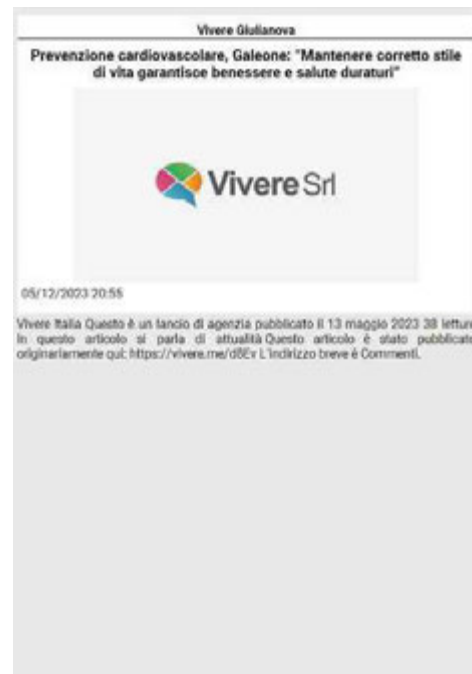 Vivere Giulianova
Prevenzione cardiovascolare, Galeone: "Mantenere corretto stile
di vita garantisce benessere e salute duraturi"
Vivere Srl
05/12/2023 20:55
Vivere Italia Questo è un lancio di agenzia pubblicato il 13 maggio 2023 38 letture
In questo articolo si parla di attualità Questo articolo è stato pubblicato
originariamente qui: https://vivere.me/d8Ev L'indirizzo breve è Commenti.